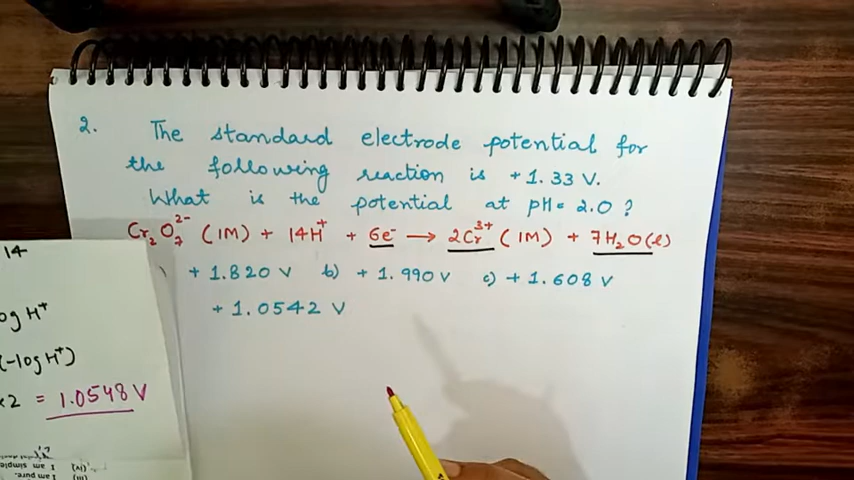 2. The standard electrode potential for
the following reaction is +1.33 V.
What is the potential at pH= 2.0 ?
Cr₂O₇²⁻ (1M) + 14H⁺ + 6e⁻ → 2Cr³⁺ (1M) + 7H₂O(l)
+ 1.820 V b) + 1.990 V c) + 1.608 V
+ 1.0542 V
14
og H⁺
(-log H⁺)
x2 = 1.0548 V